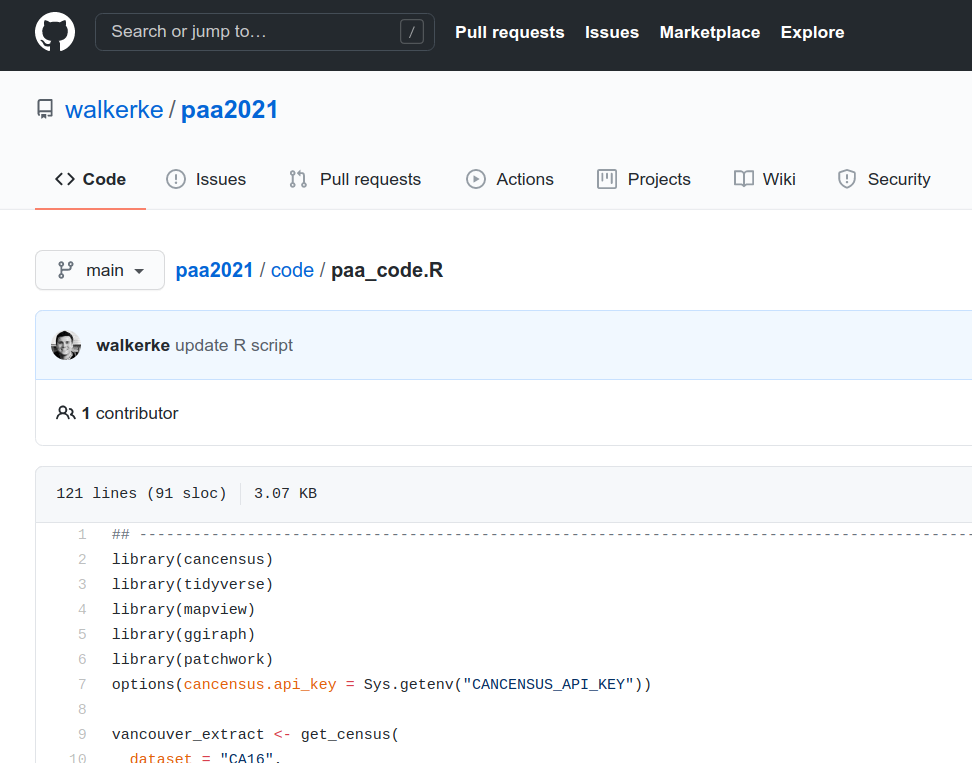 Search or jump to… / Pull requests Issues Marketplace Explore
walkerke / paa2021
Code Issues Pull requests Actions Projects Wiki Security
main paa2021 / code / paa_code.R
walkerke update R script
1 contributor
121 lines (91 sloc) 3.07 KB
1 ## ---------------------------------------------------------------------------------------------
2 library(cancensus)
3 library(tidyverse)
4 library(mapview)
5 library(ggiraph)
6 library(patchwork)
7 options(cancensus.api_key = Sys.getenv("CANCENSUS_API_KEY"))
8
9 vancouver_extract <- get_census(
10 dataset = "CA16",